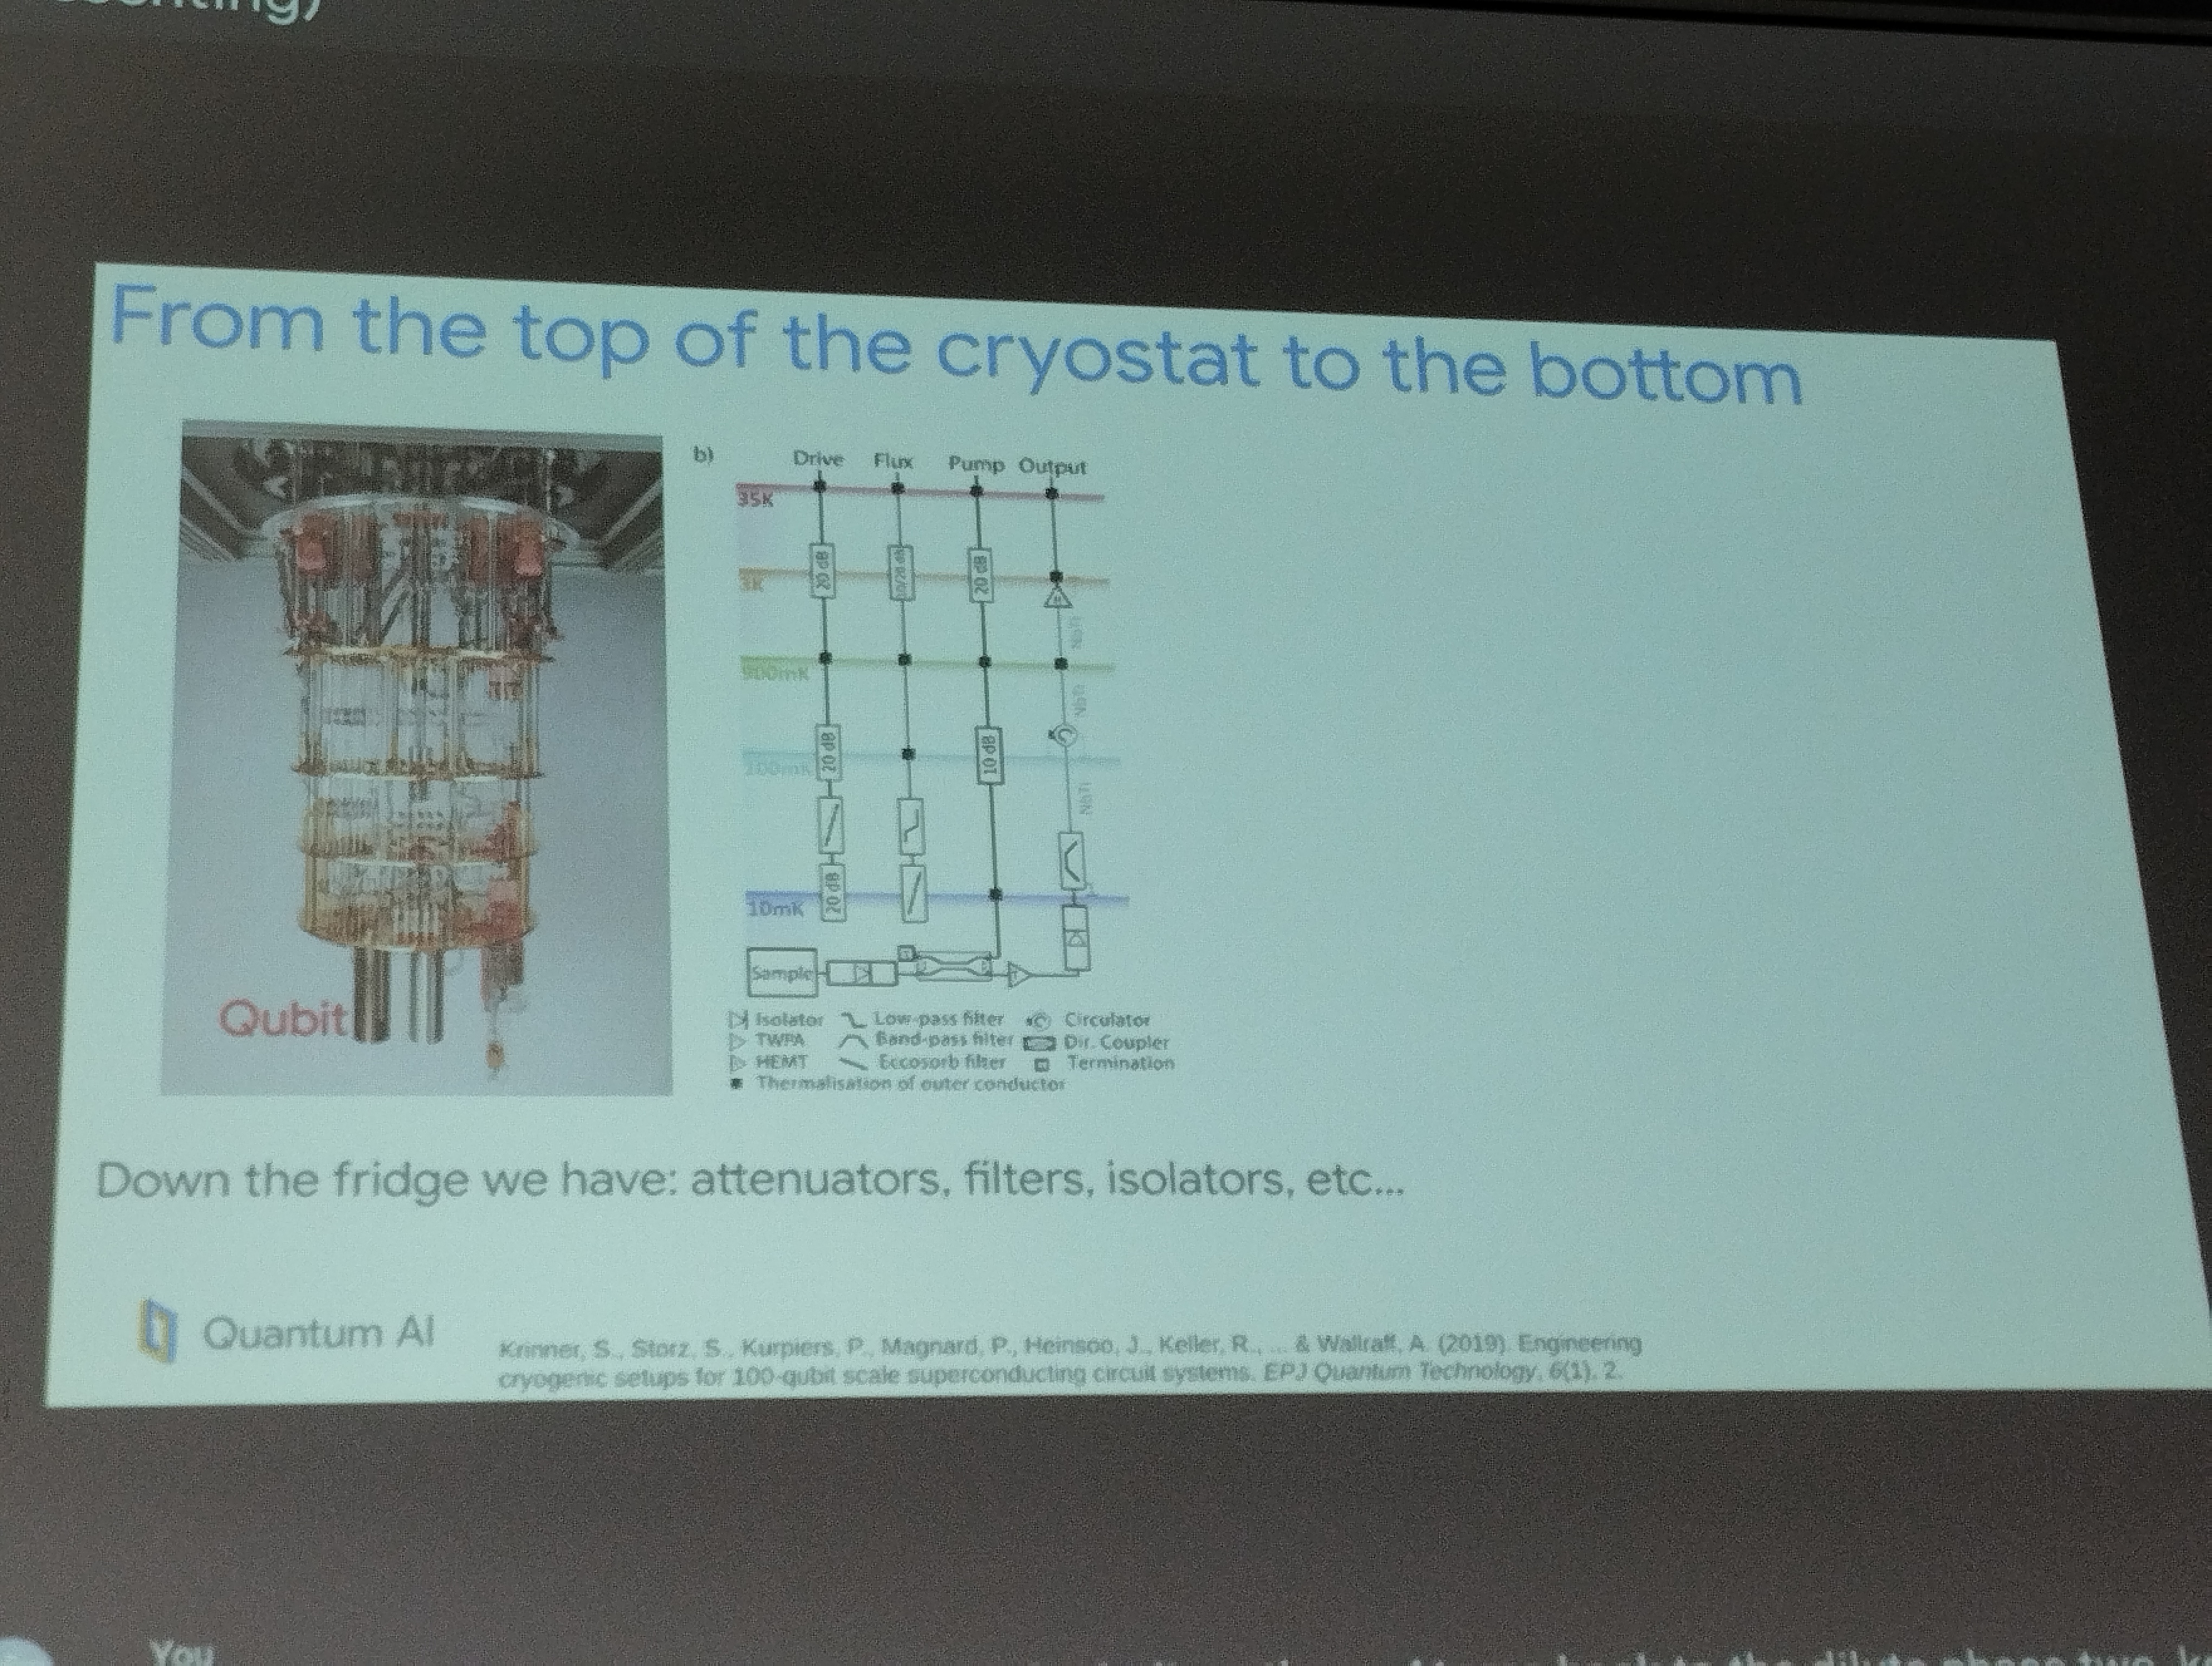 From the top of the cryostat to the bottom
b)
Drive Flux Pump Output
35K
20 dB
10/20 dB
20 dB
3K
H
NbTi
900mK
NbTi
20 dB
10 dB
100mK
NbTi
20 dB
10mK
Sample
Qubit
Isolator Low-pass filter Circulator
TWPA Band-pass filter Dir. Coupler
HEMT Eccosorb filter Termination
Thermalisation of outer conductor
Down the fridge we have: attenuators, filters, isolators, etc...
Quantum AI
Krinner, S., Storz, S., Kurpiers, P., Magnard, P., Heinsoo, J., Keller, R., ... & Wallraff, A. (2019). Engineering
cryogenic setups for 100-qubit scale superconducting circuit systems. EPJ Quantum Technology, 6(1), 2.
You